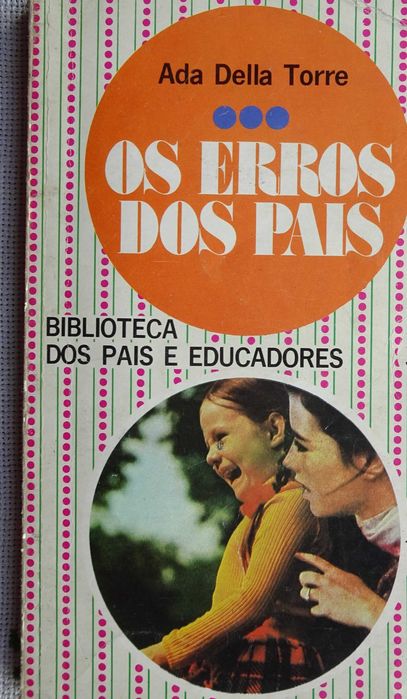 Ada Della Torre
OS ERROS
DOS PAIS
BIBLIOTECA
DOS PAIS E EDUCADORES